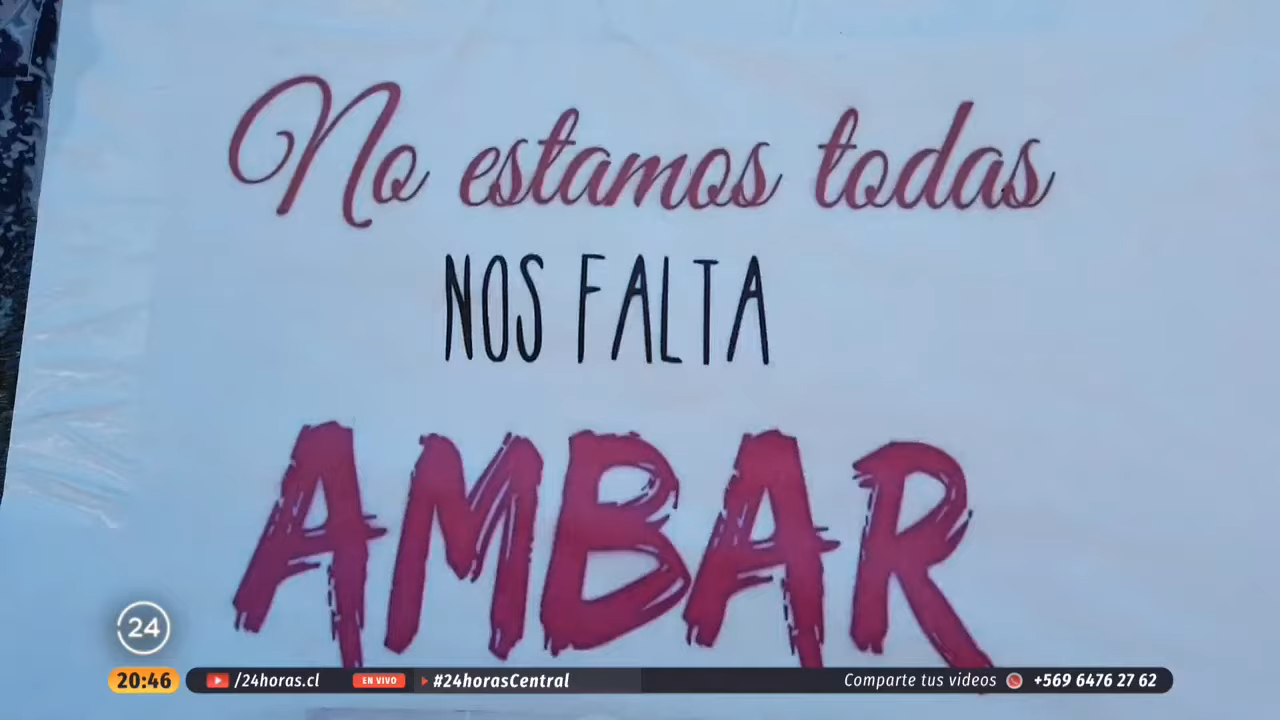 No estamos todas
NOS FALTA
AMBAR
24
20:46 /24horas.cl EN VIVO #24horasCentral Comparte tus videos +569 6476 27 62